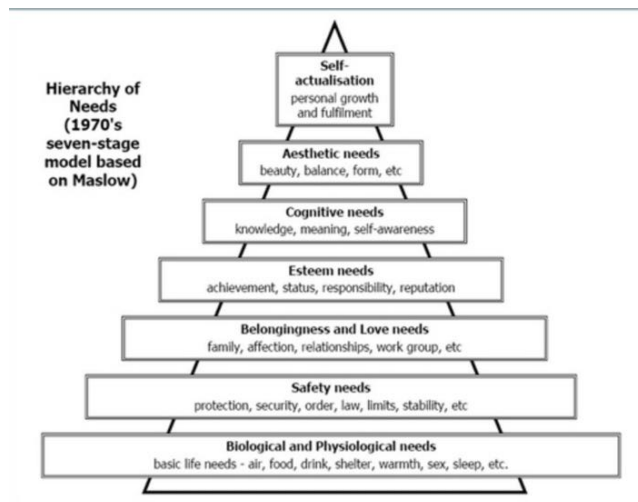 Hierarchy of
Needs
(1970's
seven-stage
model based
on Maslow)
Self-
actualisation
personal growth
and fulfilment
Aesthetic needs
beauty, balance, form, etc
Cognitive needs
knowledge, meaning, self-awareness
Esteem needs
achievement, status, responsibility, reputation
Belongingness and Love needs
family, affection, relationships, work group, etc
Safety needs
protection, security, order, law, limits, stability, etc
Biological and Physiological needs
basic life needs - air, food, drink, shelter, warmth, sex, sleep, etc.